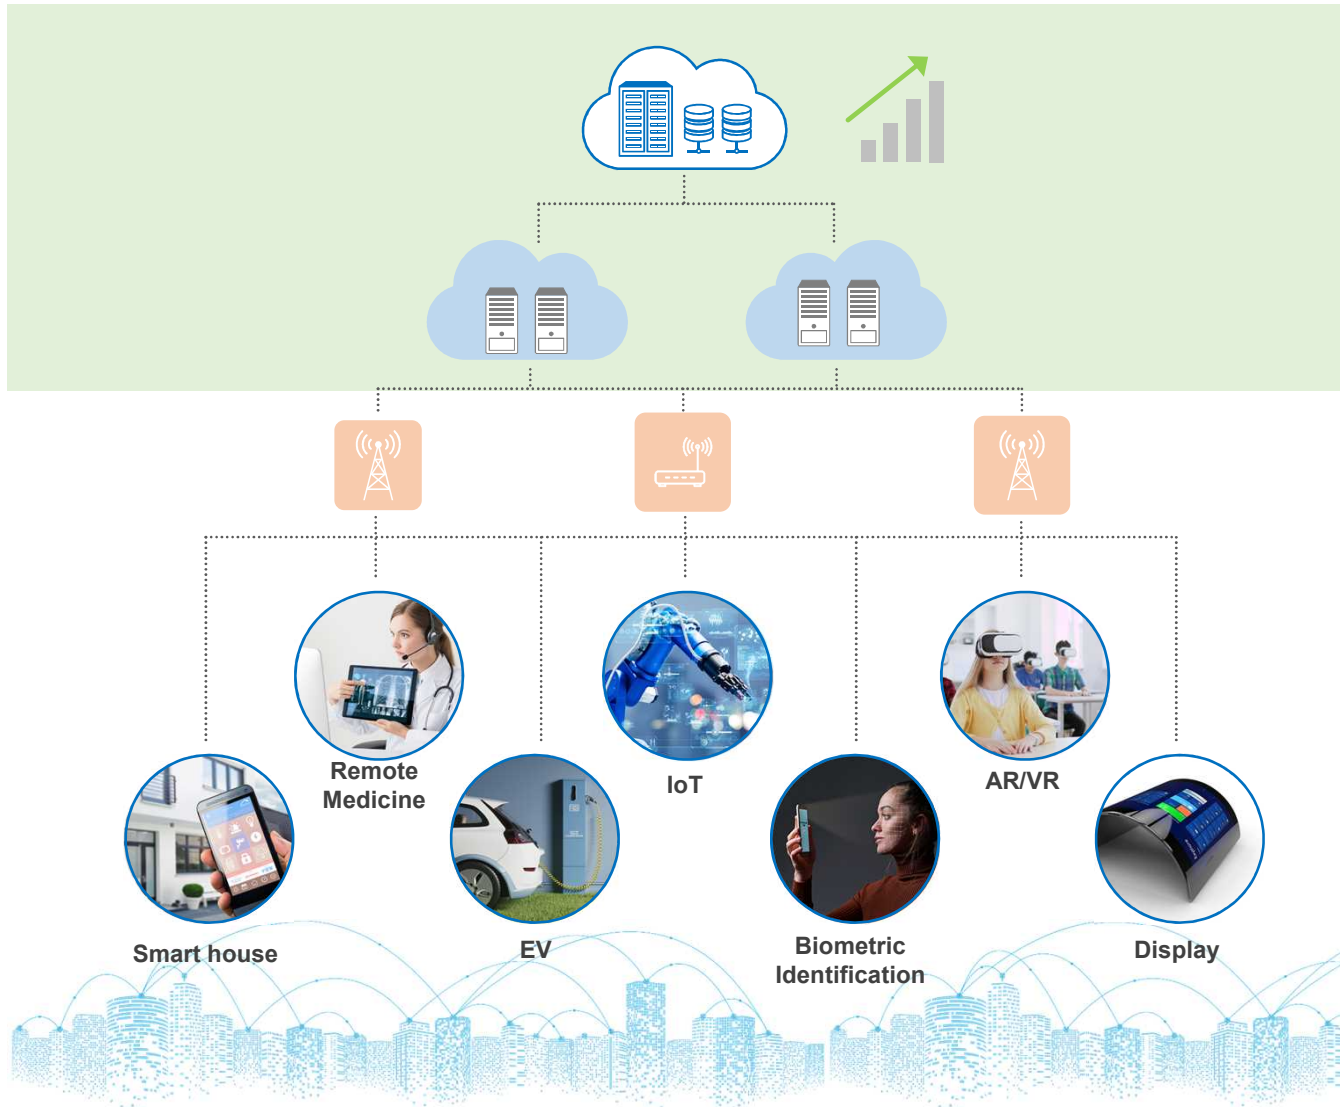 Remote
Medicine
IoT
AR/VR
Smart house
EV
Biometric
Identification
Display